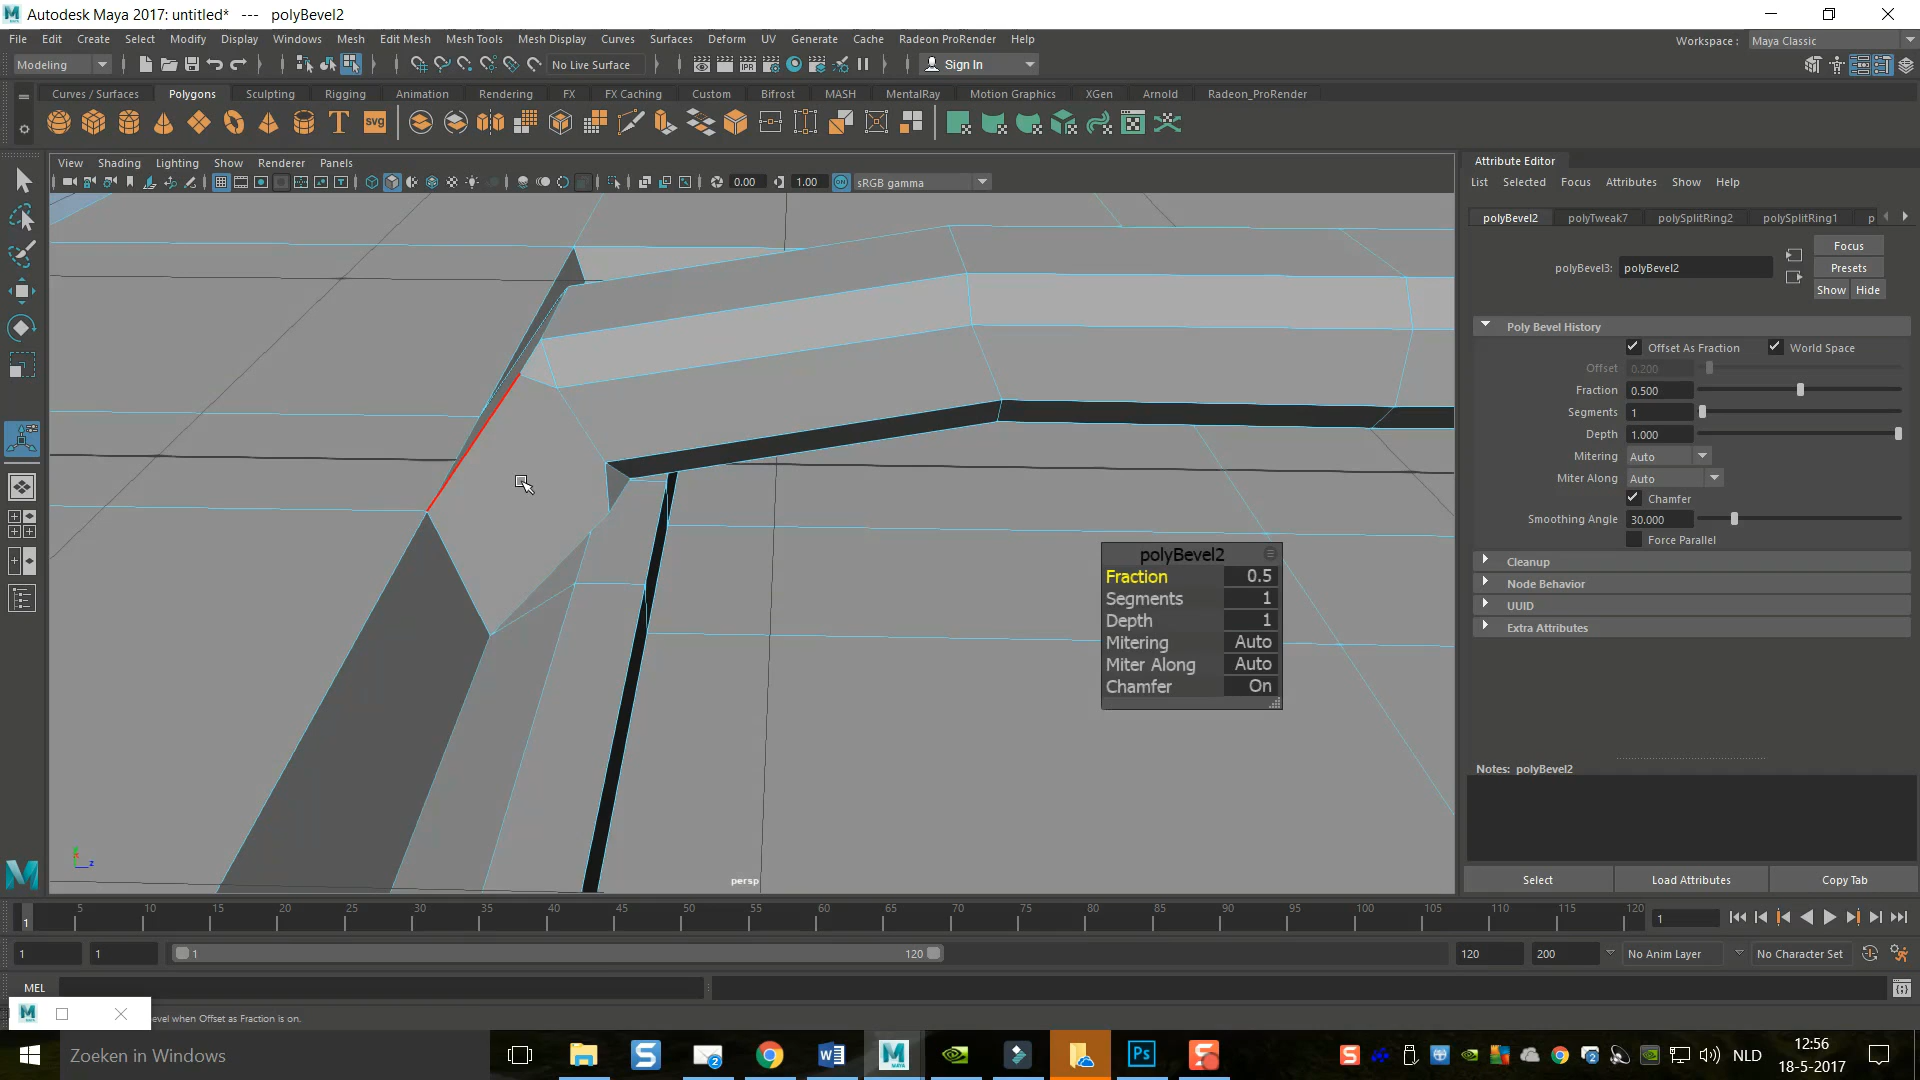 Autodesk Maya 2017: untitled* --- polyBevel2
File Edit Create Select Modify Display Windows Mesh Edit Mesh Mesh Tools Mesh Display Curves Surfaces Deform UV Generate Cache Radeon ProRender Help
Workspace : Maya Classic
Modeling No Live Surface Sign In
Curves / Surfaces Polygons Sculpting Rigging Animation Rendering FX FX Caching Custom Bifrost MASH MentalRay Motion Graphics XGen Arnold Radeon_ProRender
View Shading Lighting Show Renderer Panels
0.00 1.00 sRGB gamma
Attribute Editor
List Selected Focus Attributes Show Help
polyBevel2 polyTweak7 polySplitRing2 polySplitRing1 p
Focus
polyBevel3: polyBevel2
Presets
Show Hide
Poly Bevel History
Offset As Fraction World Space
Offset 0.200
Fraction 0.500
Segments 1
Depth 1.000
Mitering Auto
Miter Along Auto
Chamfer
Smoothing Angle 30.000
Force Parallel
Cleanup
Node Behavior
UUID
Extra Attributes
polyBevel2
Fraction 0.5
Segments 1
Depth 1
Mitering Auto
Miter Along Auto
Chamfer On
Notes: polyBevel2
Select Load Attributes Copy Tab
persp
1 5 10 15 20 25 30 35 40 45 50 55 60 65 70 75 80 85 90 95 100 105 110 115 120 1
1 1 1 120 120 200 No Anim Layer No Character Set
MEL
evel when Offset as Fraction is on.
Zoeken in Windows
NLD
12:56
18-5-2017